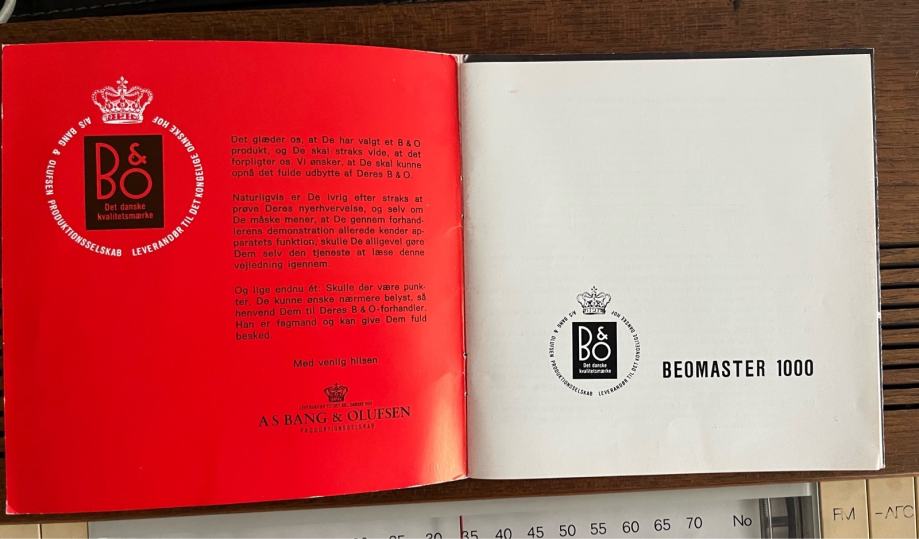 A/S BANG & OLUFSEN PRODUKTIONSSELSKAB LEVERANDØR TIL DET KONGELIGE DANSKE HOF
B&O
Det danske
kvalitetsmærke
Det glæder os, at De har valgt et B & O
produkt, og De skal straks vide, at det
forpligter os. Vi ønsker, at De skal kunne
opnå det fulde udbytte af Deres B & O.
Naturligvis er De ivrig efter straks at
prøve Deres nyerhvervelse, og selv om
De måske mener, at De gennem forhand-
lerens demonstration allerede kender ap-
paratets funktion, skulle De alligevel gøre
Dem selv den tjeneste at læse denne
vejledning igennem.
Og lige endnu ét: Skulle der være punk-
ter, De kunne ønske nærmere belyst, så
henvend Dem til Deres B & O-forhandler.
Han er fagmand og kan give Dem fuld
besked.
Med venlig hilsen
A/S BANG & OLUFSEN
PRODUKTIONSSELSKAB
A/S BANG & OLUFSEN PRODUKTIONSSELSKAB LEVERANDØR TIL DET KONGELIGE DANSKE HOF
B&O
Det danske
kvalitetsmærke
BEOMASTER 1000
35 40 45 50 55 60 65 70 No
FM -AFC